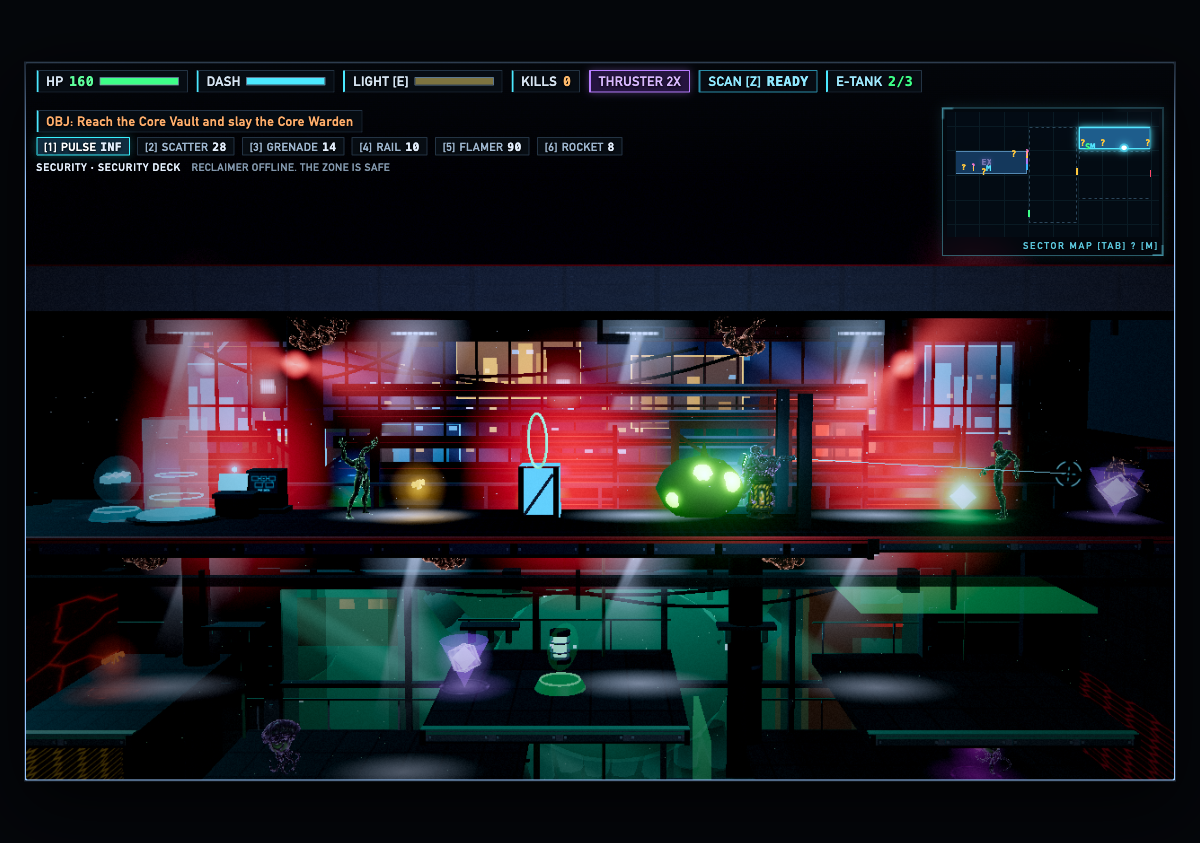 HP 160 DASH LIGHT [E] KILLS 0 THRUSTER 2X SCAN [Z] READY E-TANK 2/3
OBJ: Reach the Core Vault and slay the Core Warden
[1] PULSE INF [2] SCATTER 28 [3] GRENADE 14 [4] RAIL 10 [5] FLAMER 90 [6] ROCKET 8
SECURITY · SECURITY DECK RECLAIMER OFFLINE. THE ZONE IS SAFE
? SM ? ?
? ? EX M ?
SECTOR MAP [TAB] ? [M]